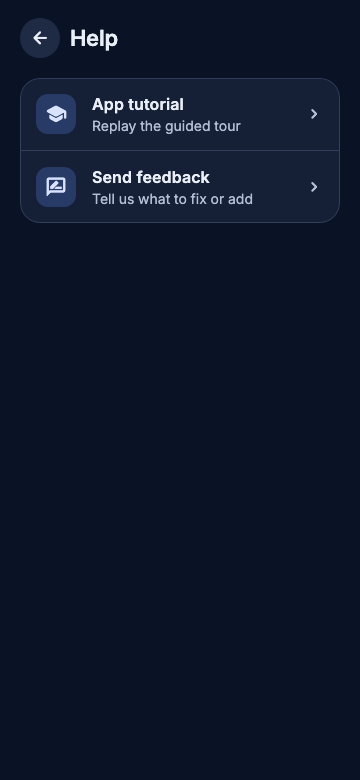 Help
App tutorial
Replay the guided tour
Send feedback
Tell us what to fix or add